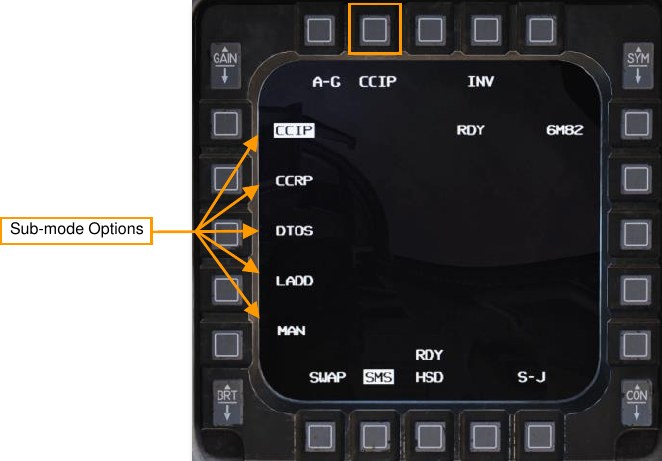 GAIN
SYM
A-G CCIP INV
CCIP RDY 6M82
CCRP
Sub-mode Options
DTOS
LADD
MAN
RDY
SWAP SMS HSD S-J
BRT
CON